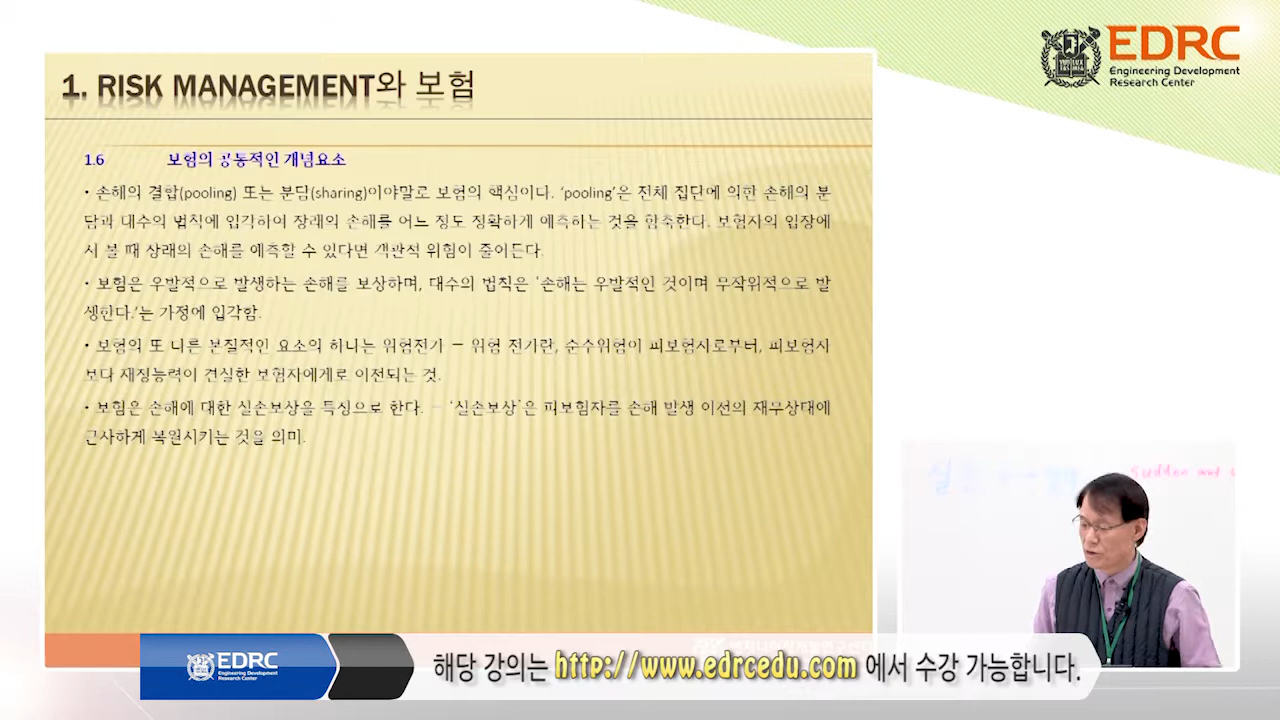 EDRC
Engineering Development
Research Center
1. RISK MANAGEMENT와 보험
1.6 보험의 공통적인 개념요소
• 손해의 결합(pooling) 또는 분담(sharing)이야말로 보험의 핵심이다. ‘pooling’은 전체 집단에 의한 손해의 분
담과 대수의 법칙에 입각하여 장래의 손해를 어느 정도 정확하게 예측하는 것을 함축한다. 보험자의 입장에
서 볼 때 장래의 손해를 예측할 수 있다면 객관적 위험이 줄어든다.
• 보험은 우발적으로 발생하는 손해를 보상하며, 대수의 법칙은 ‘손해는 우발적인 것이며 무작위적으로 발
생한다.’는 가정에 입각함.
• 보험의 또 다른 본질적인 요소의 하나는 위험전가 – 위험 전가란, 순수위험이 피보험자로부터, 피보험자
보다 재정능력이 견실한 보험자에게로 이전되는 것.
• 보험은 손해에 대한 실손보상을 특징으로 한다. – ‘실손보상’은 피보험자를 손해 발생 이전의 재무상태에
근사하게 복원시키는 것을 의미.
실손
sudden and
EDRC
Engineering Development
Research Center
해당 강의는 http://www.edrcedu.com 에서 수강 가능합니다.